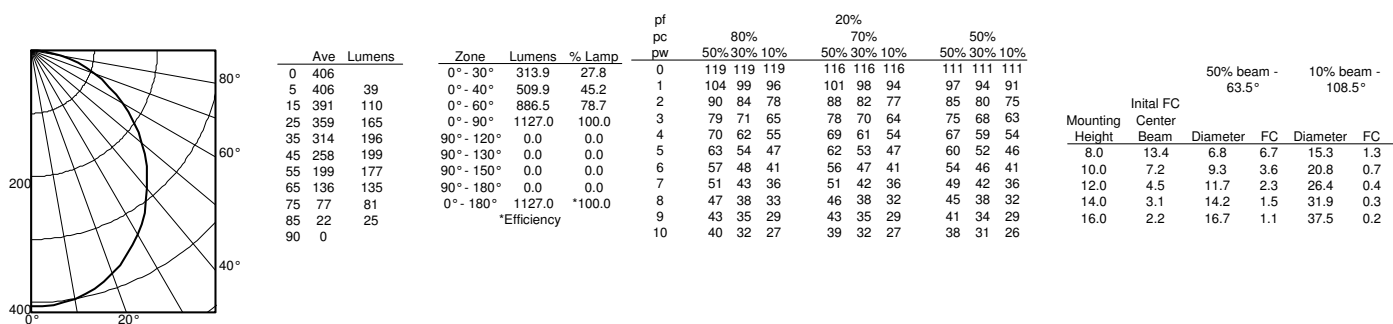 200
400
0°
20°
40°
60°
80°
Ave Lumens
0 406
5 406 39
15 391 110
25 359 165
35 314 196
45 258 199
55 199 177
65 136 135
75 77 81
85 22 25
90 0
Zone Lumens % Lamp
0° - 30° 313.9 27.8
0° - 40° 509.9 45.2
0° - 60° 886.5 78.7
0° - 90° 1127.0 100.0
90° - 120° 0.0 0.0
90° - 130° 0.0 0.0
90° - 150° 0.0 0.0
90° - 180° 0.0 0.0
0° - 180° 1127.0 *100.0
*Efficiency
pf 20%
pc 80% 70% 50%
pw 50% 30% 10% 50% 30% 10% 50% 30% 10%
0 119 119 119 116 116 116 111 111 111
1 104 99 96 101 98 94 97 94 91
2 90 84 78 88 82 77 85 80 75
3 79 71 65 78 70 64 75 68 63
4 70 62 55 69 61 54 67 59 54
5 63 54 47 62 53 47 60 52 46
6 57 48 41 56 47 41 54 46 41
7 51 43 36 51 42 36 49 42 36
8 47 38 33 46 38 32 45 38 32
9 43 35 29 43 35 29 41 34 29
10 40 32 27 39 32 27 38 31 26
50% beam - 10% beam -
63.5° 108.5°
Inital FC
Mounting Center
Height Beam Diameter FC Diameter FC
8.0 13.4 6.8 6.7 15.3 1.3
10.0 7.2 9.3 3.6 20.8 0.7
12.0 4.5 11.7 2.3 26.4 0.4
14.0 3.1 14.2 1.5 31.9 0.3
16.0 2.2 16.7 1.1 37.5 0.2